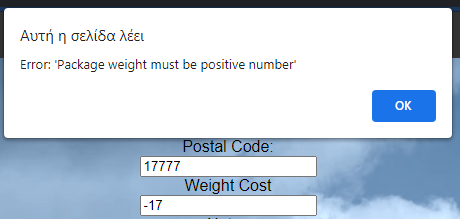 Αυτή η σελίδα λέει
Error: 'Package weight must be positive number'
OK
Postal Code:
17777
Weight Cost
-17